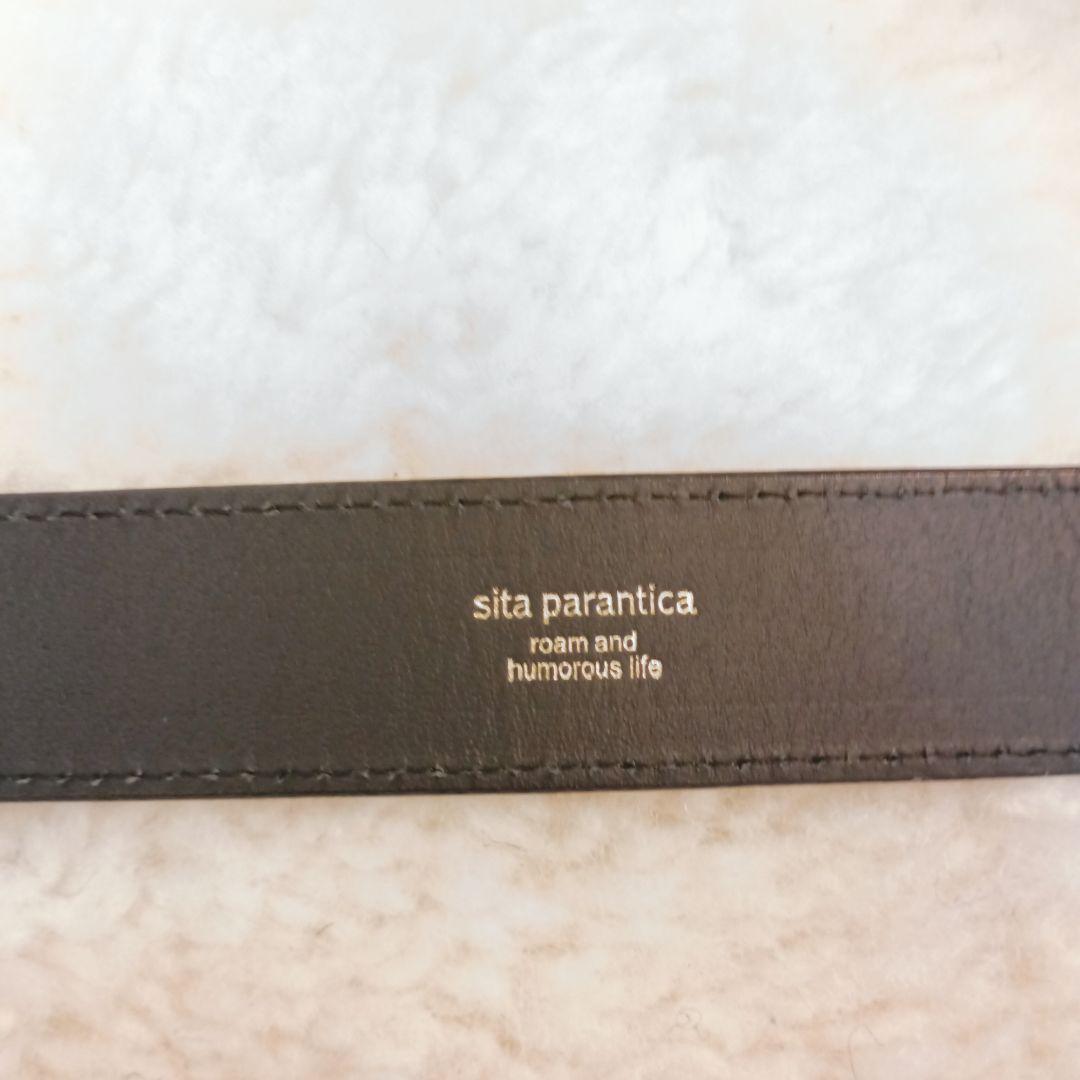 sita parantica
roam and
humorous life